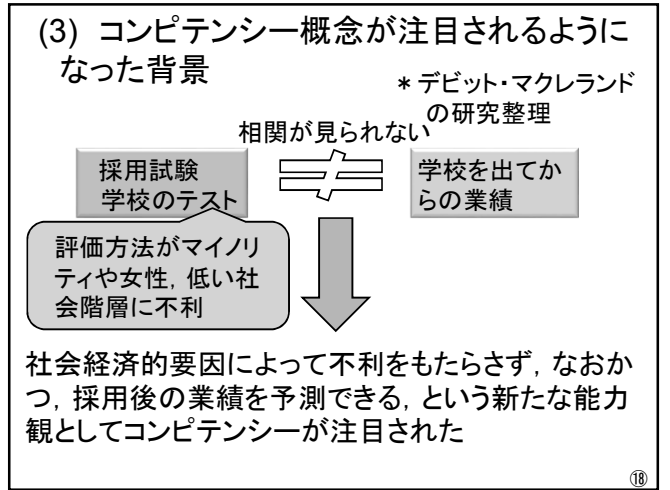 (3) コンピテンシー概念が注目されるように
なった背景
*デビット・マクレランド
の研究整理
相関が見られない
採用試験
学校のテスト
学校を出てか
らの業績
評価方法がマイノリ
ティや女性，低い社
会階層に不利
社会経済的要因によって不利をもたらさず，なおか
つ，採用後の業績を予測できる，という新たな能力
観としてコンピテンシーが注目された
⑱